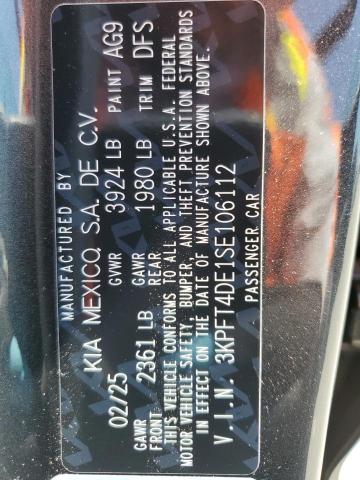 MANUFACTURED BY
KIA MEXICO, S.A. DE C.V.
02/25 GVWR 3924 LB PAINT AG9
GAWR FRONT 2361 LB GAWR REAR 1980 LB TRIM DFS
THIS VEHICLE CONFORMS TO ALL APPLICABLE U.S.A. FEDERAL
MOTOR VEHICLE SAFETY, BUMPER, AND THEFT PREVENTION STANDARDS
IN EFFECT ON THE DATE OF MANUFACTURE SHOWN ABOVE.
V.I.N. 3KPFT4DE1SE106112
PASSENGER CAR